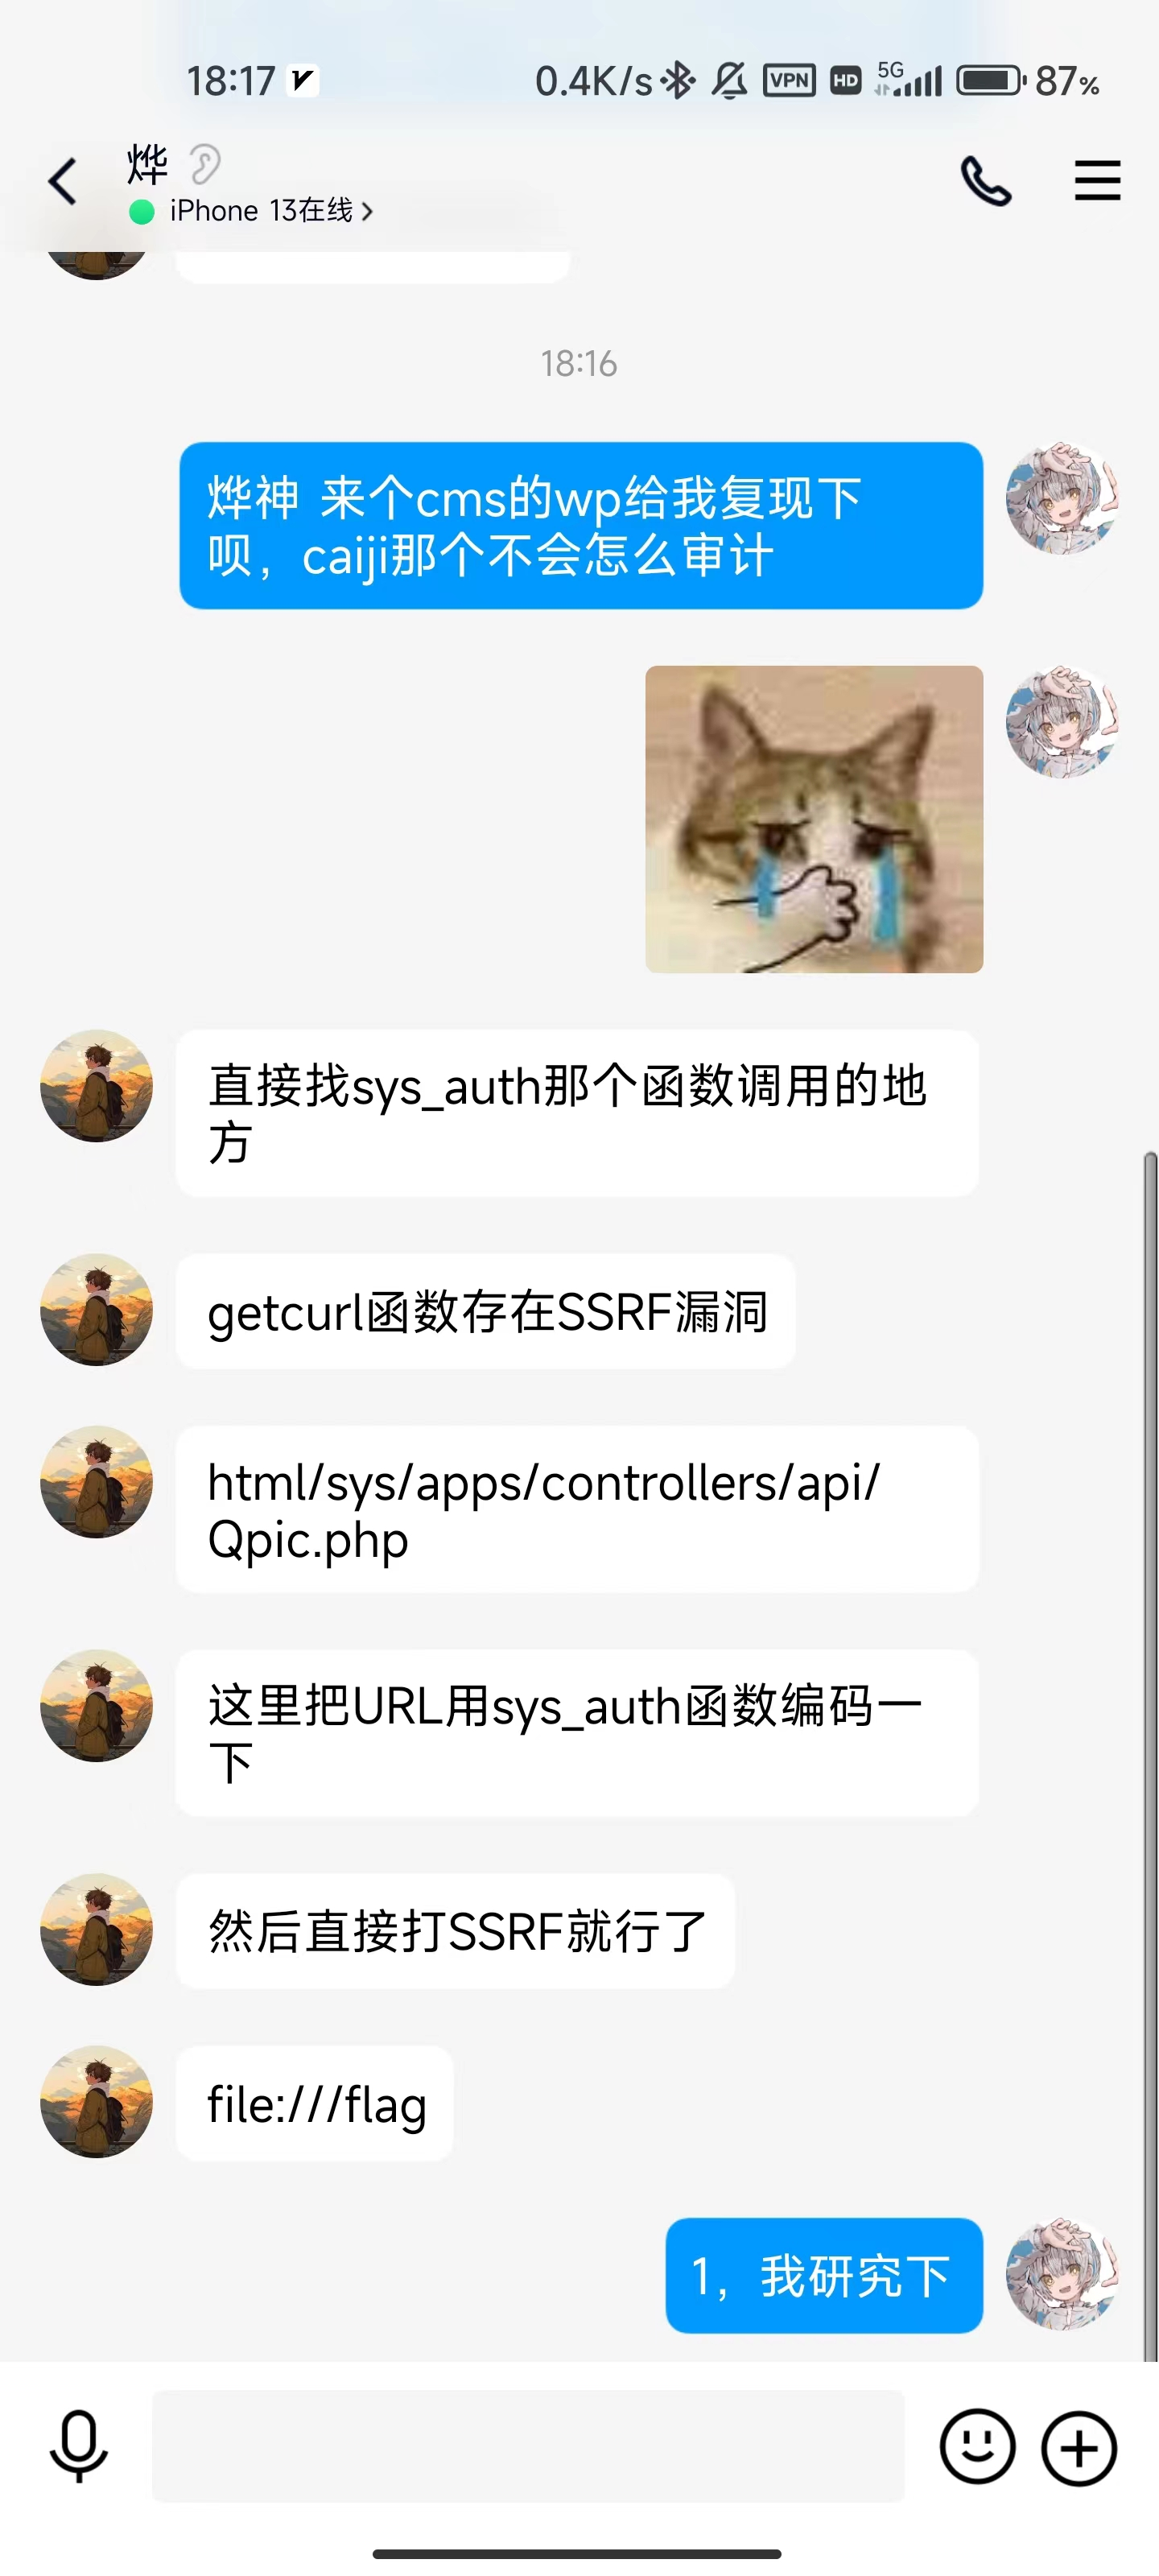 18:17
0.4K/s VPN HD 5G 87%
烨
iPhone 13在线
18:16
烨神 来个cms的wp给我复现下
呗，caiji那个不会怎么审计
直接找sys_auth那个函数调用的地
方
getcurl函数存在SSRF漏洞
html/sys/apps/controllers/api/
Qpic.php
这里把URL用sys_auth函数编码一
下
然后直接打SSRF就行了
file:///flag
1，我研究下